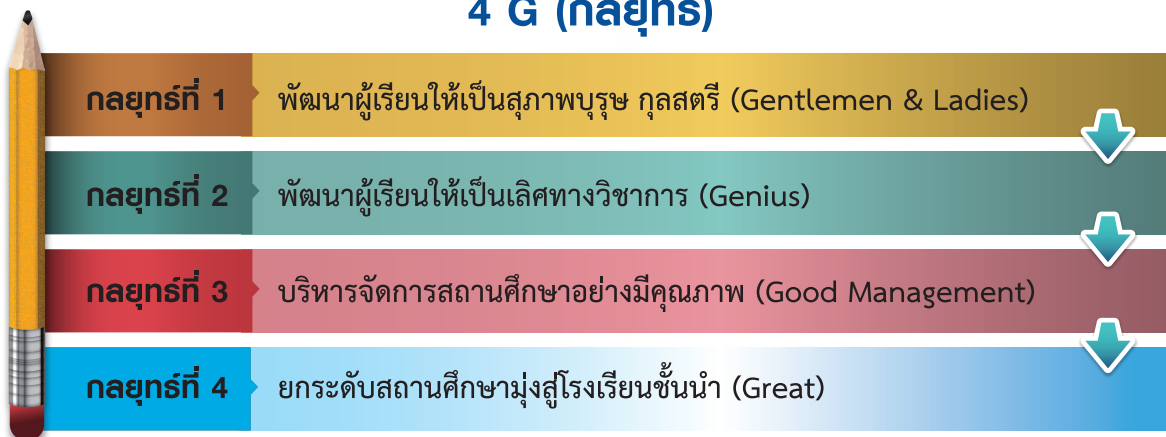 4 G (กลยุทธ์)
กลยุทธ์ที่ 1 พัฒนาผู้เรียนให้เป็นสุภาพบุรุษ กุลสตรี (Gentlemen & Ladies)
กลยุทธ์ที่ 2 พัฒนาผู้เรียนให้เป็นเลิศทางวิชาการ (Genius)
กลยุทธ์ที่ 3 บริหารจัดการสถานศึกษาอย่างมีคุณภาพ (Good Management)
กลยุทธ์ที่ 4 ยกระดับสถานศึกษามุ่งสู่โรงเรียนชั้นนำ (Great)